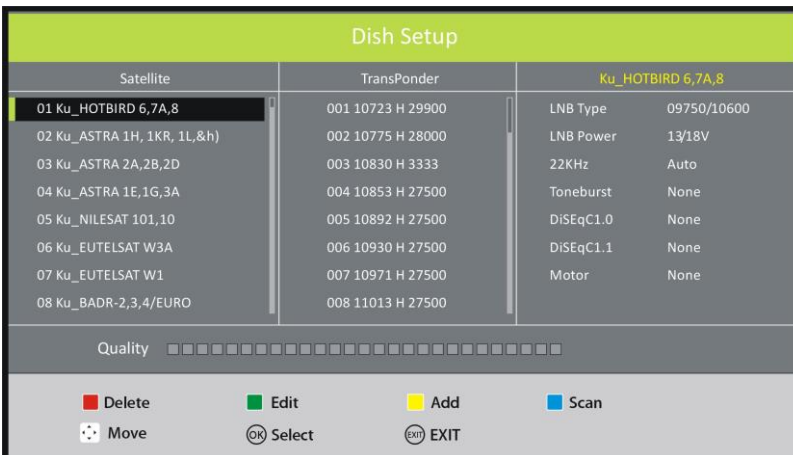 Dish Setup
Satellite
TransPonder
Ku_HOTBIRD 6,7A,8
01 Ku_HOTBIRD 6,7A,8
001 10723 H 29900
LNB Type 09750/10600
02 Ku_ASTRA 1H, 1KR, 1L,&h)
002 10775 H 28000
LNB Power 13/18V
03 Ku_ASTRA 2A,2B,2D
003 10830 H 3333
22KHz Auto
04 Ku_ASTRA 1E,1G,3A
004 10853 H 27500
Toneburst None
05 Ku_NILESAT 101,10
005 10892 H 27500
DiSEqC1.0 None
06 Ku_EUTELSAT W3A
006 10930 H 27500
DiSEqC1.1 None
07 Ku_EUTELSAT W1
007 10971 H 27500
Motor None
08 Ku_BADR-2,3,4/EURO
008 11013 H 27500
Quality
Delete
Edit
Add
Scan
Move
OK Select
EXIT EXIT